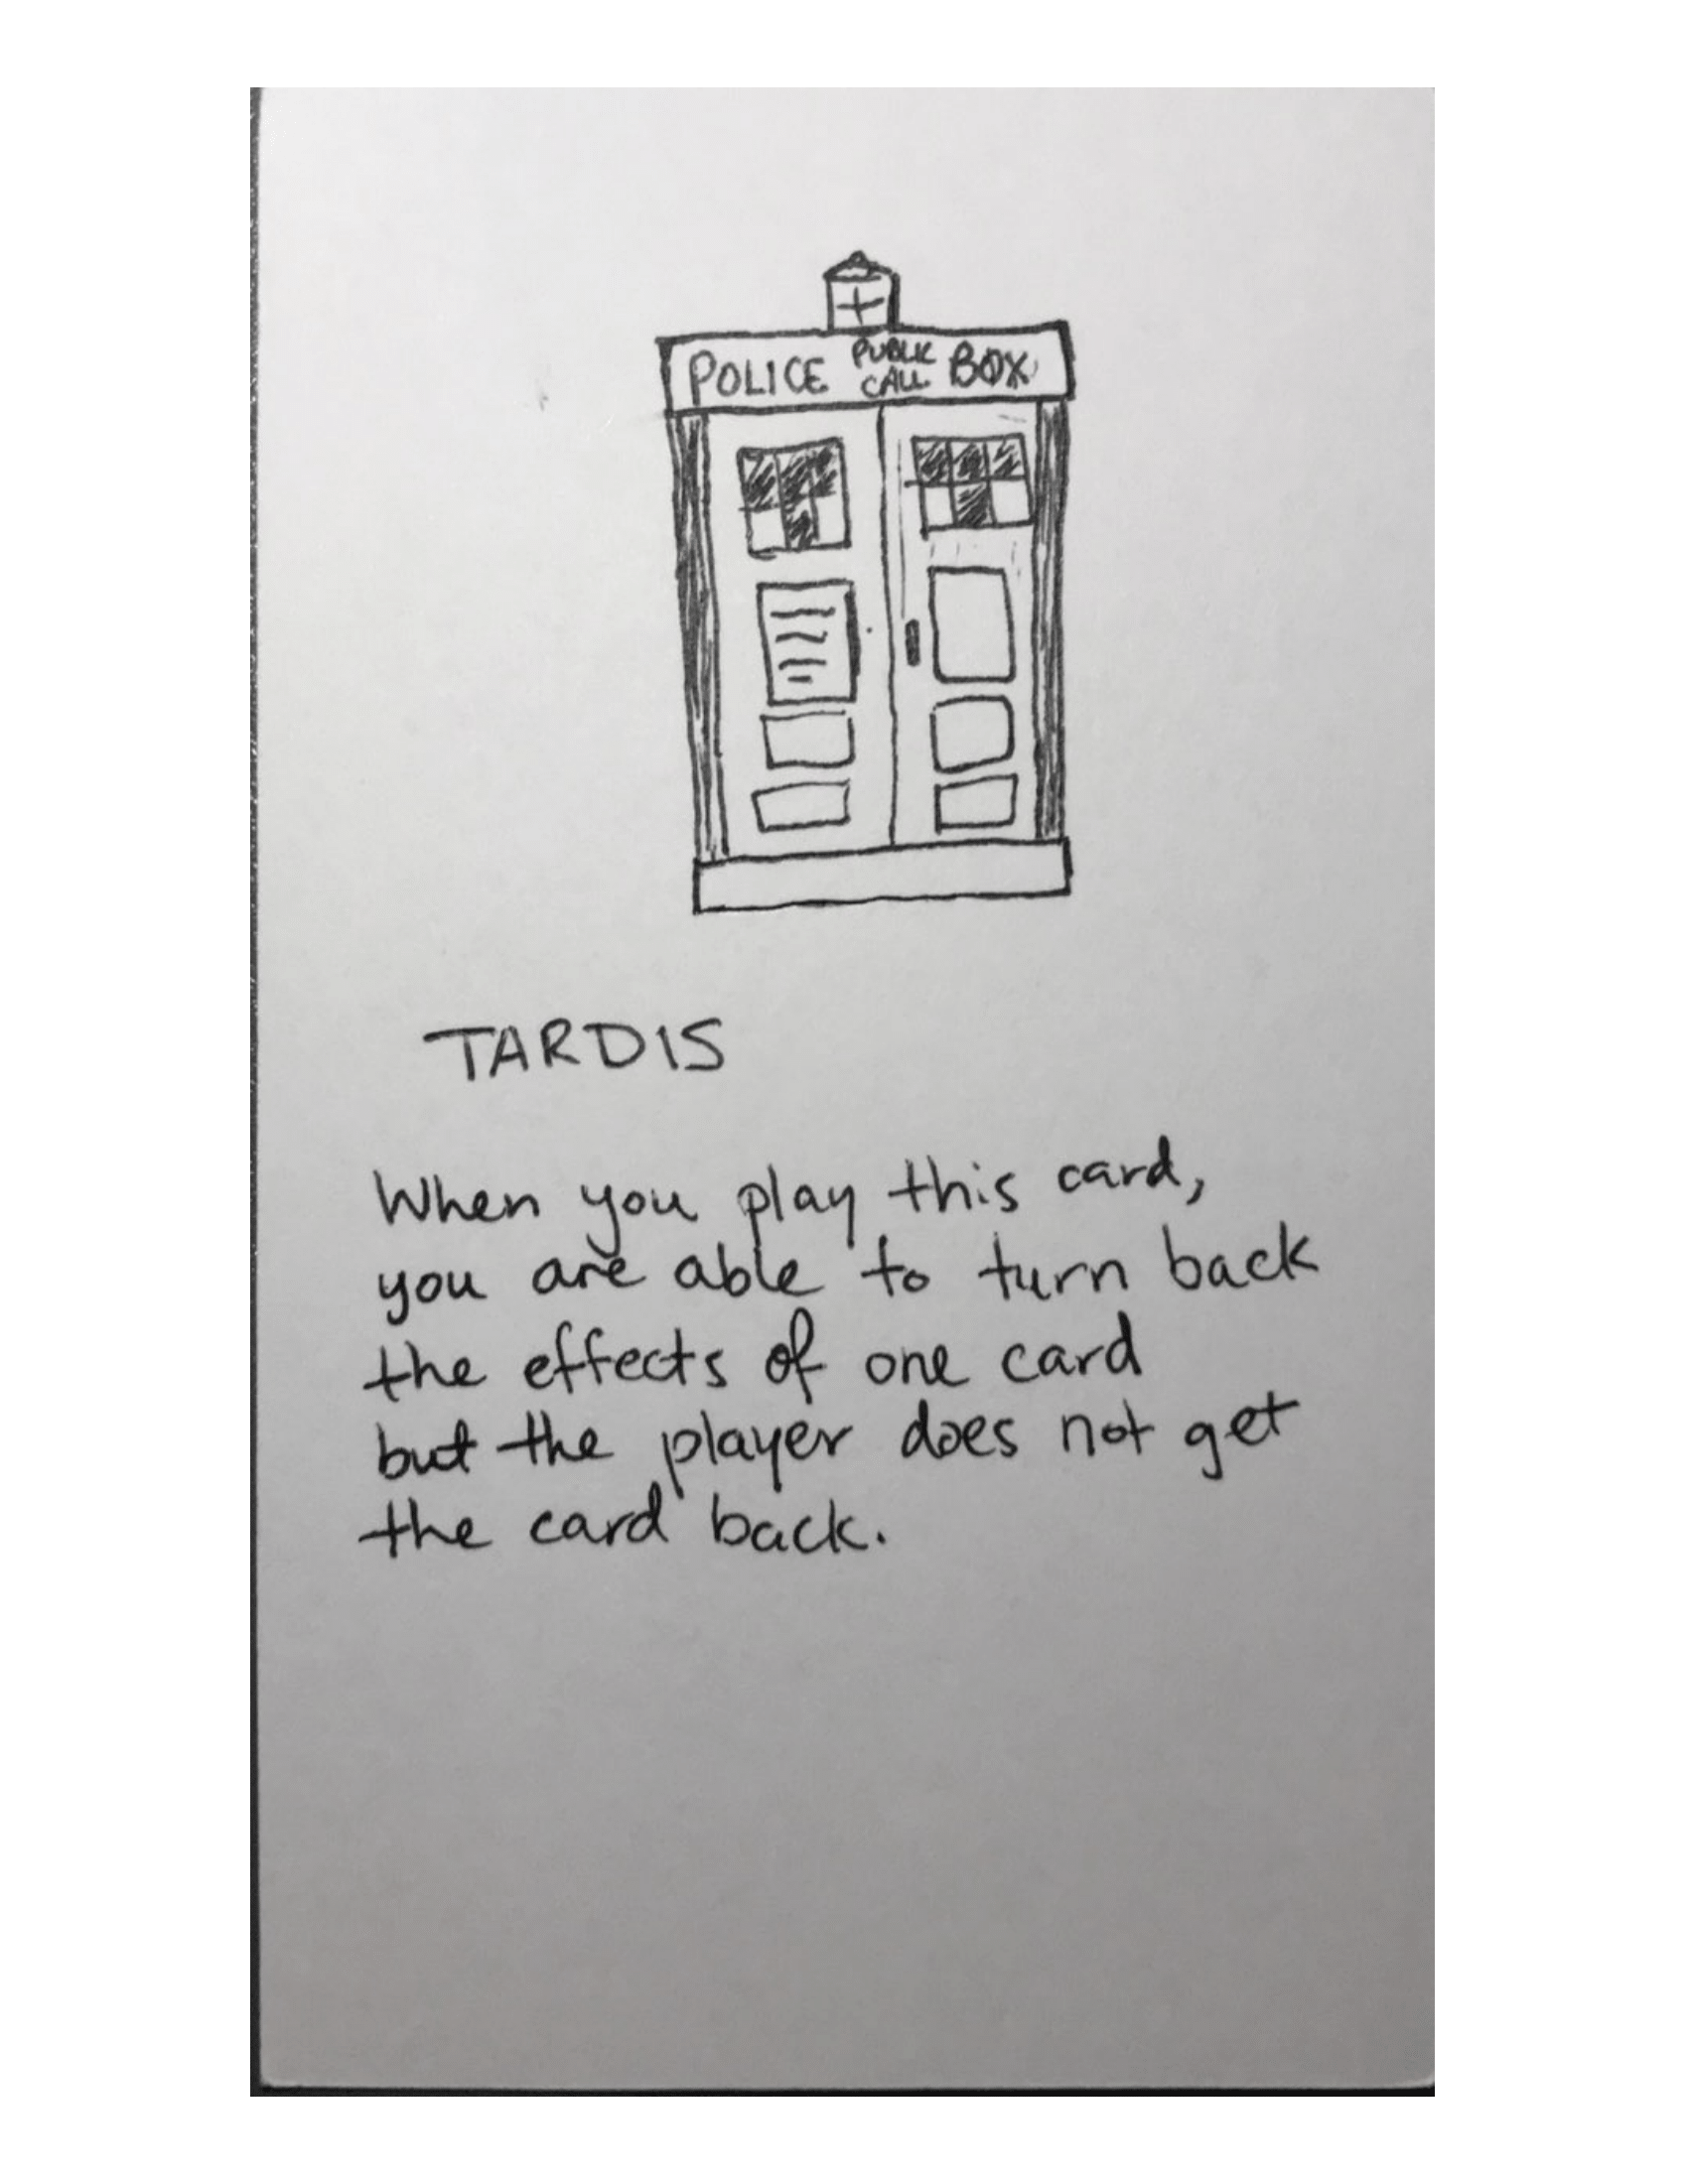 POLICE PUBLIC CALL BOX
TARDIS
When you play this card,
you are able to turn back
the effects of one card
but the player does not get
the card back.